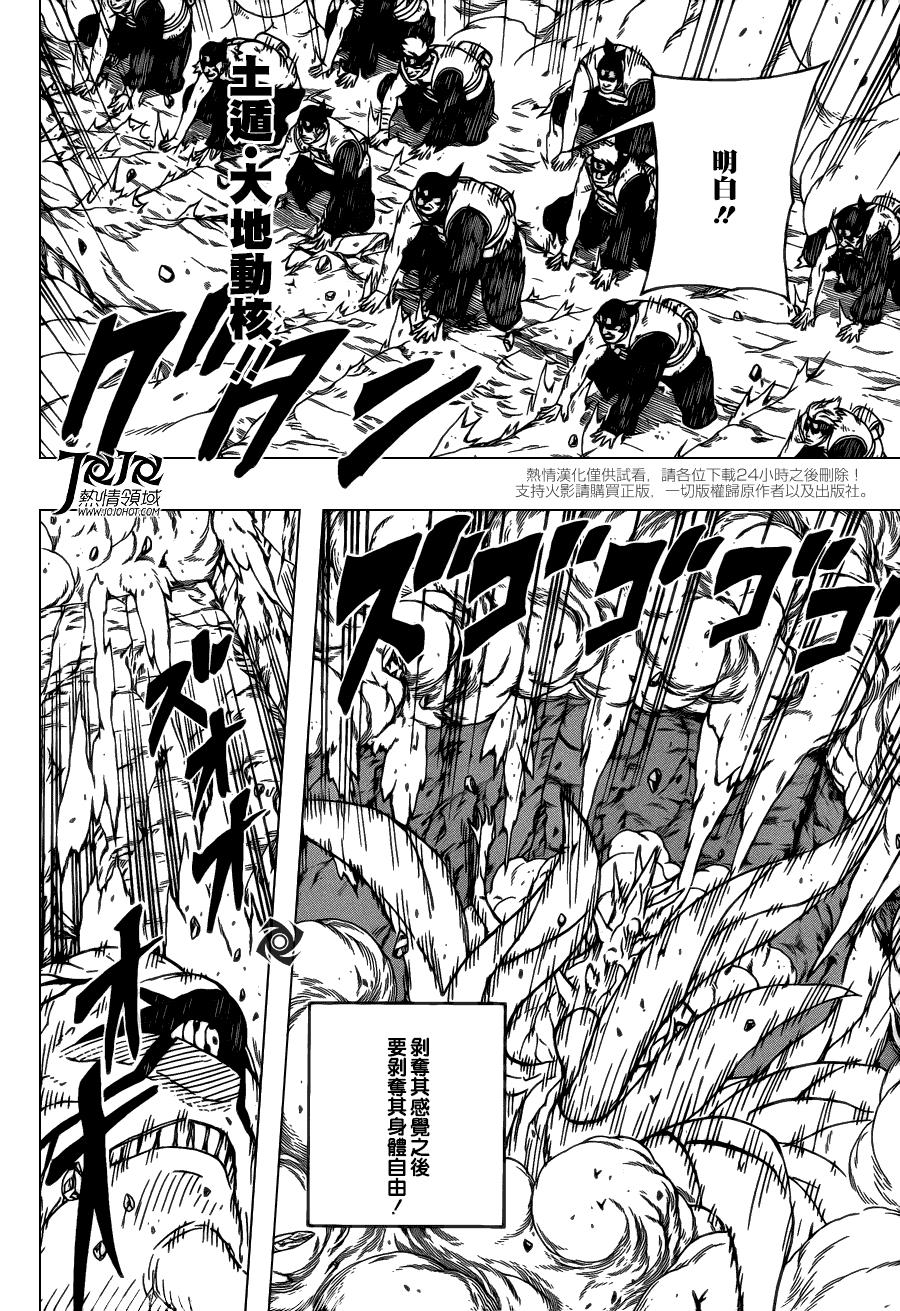 明白!!
土遁・大地動核!!
グダン
JOJO
熱情領域
WWW.JOJOHOT.COM
熱情漢化僅供試看，請各位下載24小時之後刪除！
支持火影請購買正版，一切版權歸原作者以及出版社。
ズゴゴゴゴ
剝奪其感覺之後
要剝奪其身體自由!
ズオオ
オギ